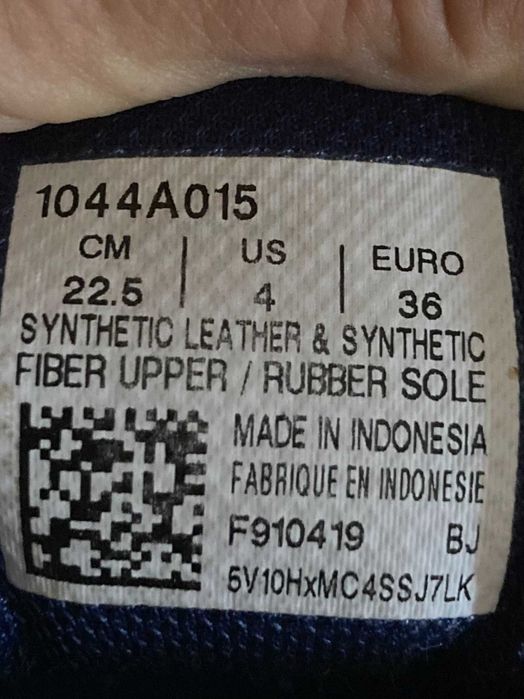 1044A015
CM | US | EURO
22.5 | 4 | 36
SYNTHETIC LEATHER & SYNTHETIC
FIBER UPPER / RUBBER SOLE
MADE IN INDONESIA
FABRIQUE EN INDONESIE
F910419 BJ
5V10HxMC4SSJ7LK